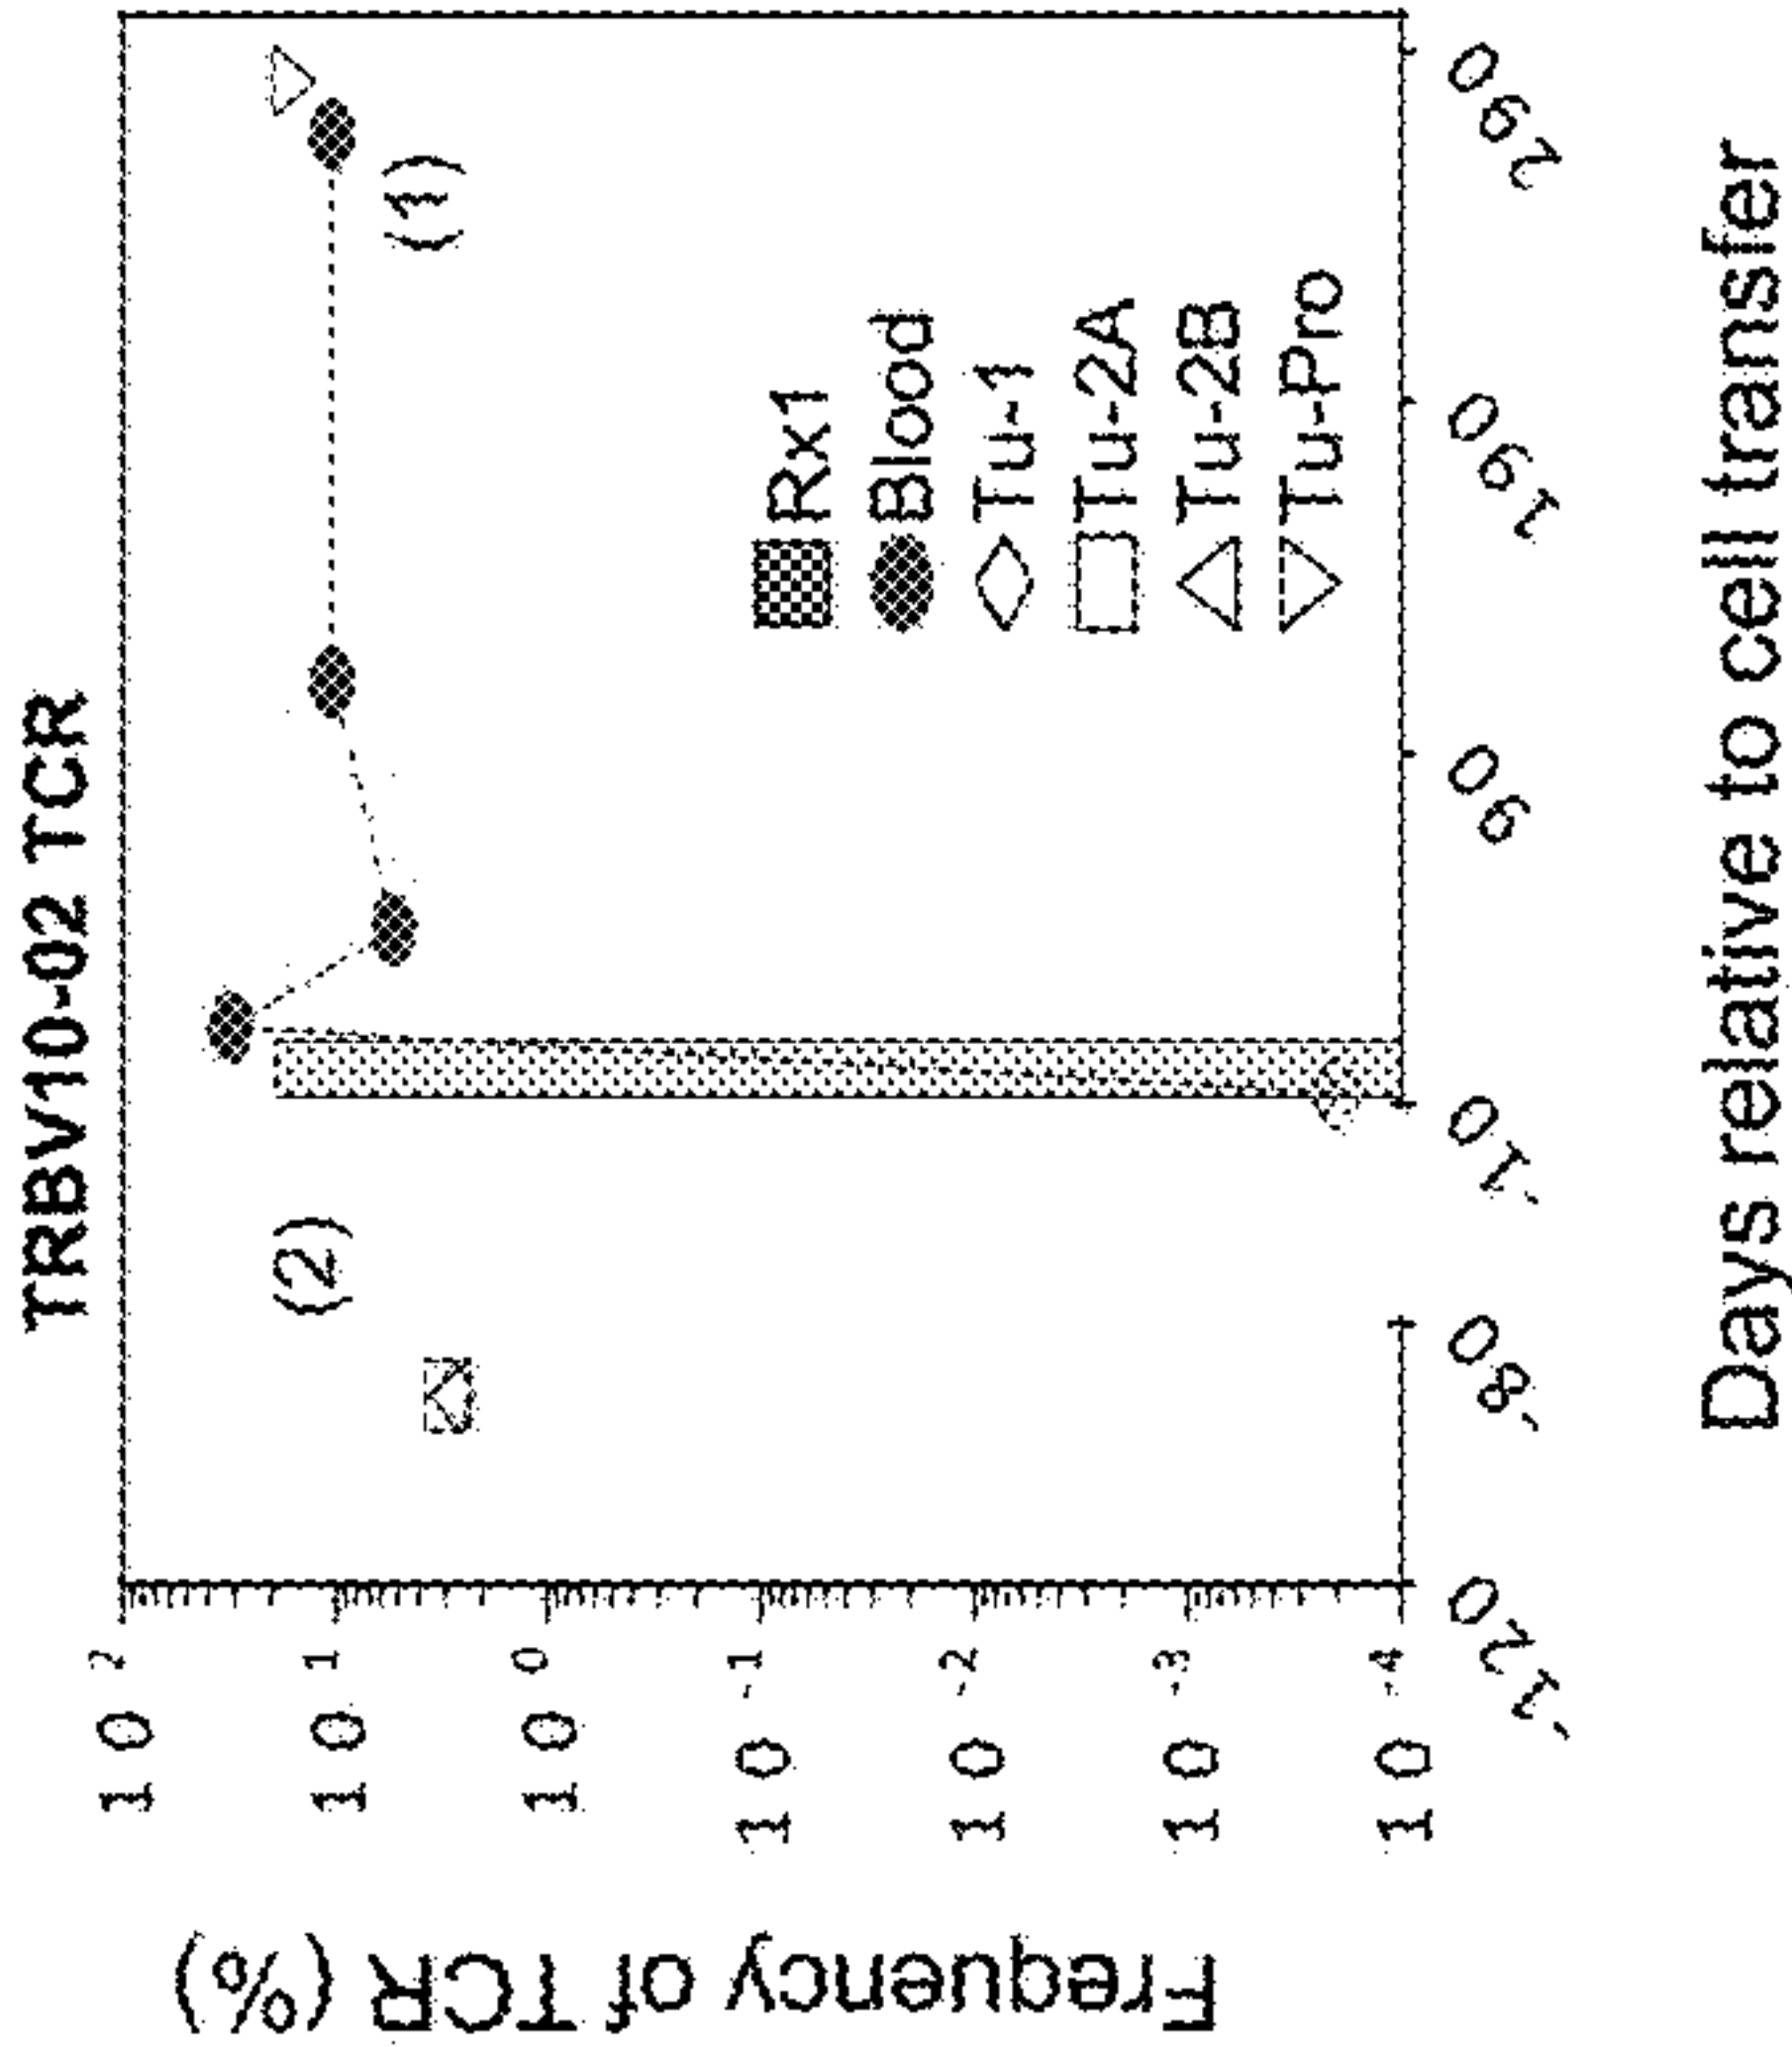 TRBV10-02 TCR
Frequency of TCR (%)
10 2
10 1
10 0
10 -1
10 -2
10 -3
10 -4
(2)
(1)
Rx1
Blood
Tu-1
Tu-2A
Tu-2B
Tu-Pro
-120
-80
-10
90
190
290
Days relative to cell transfer